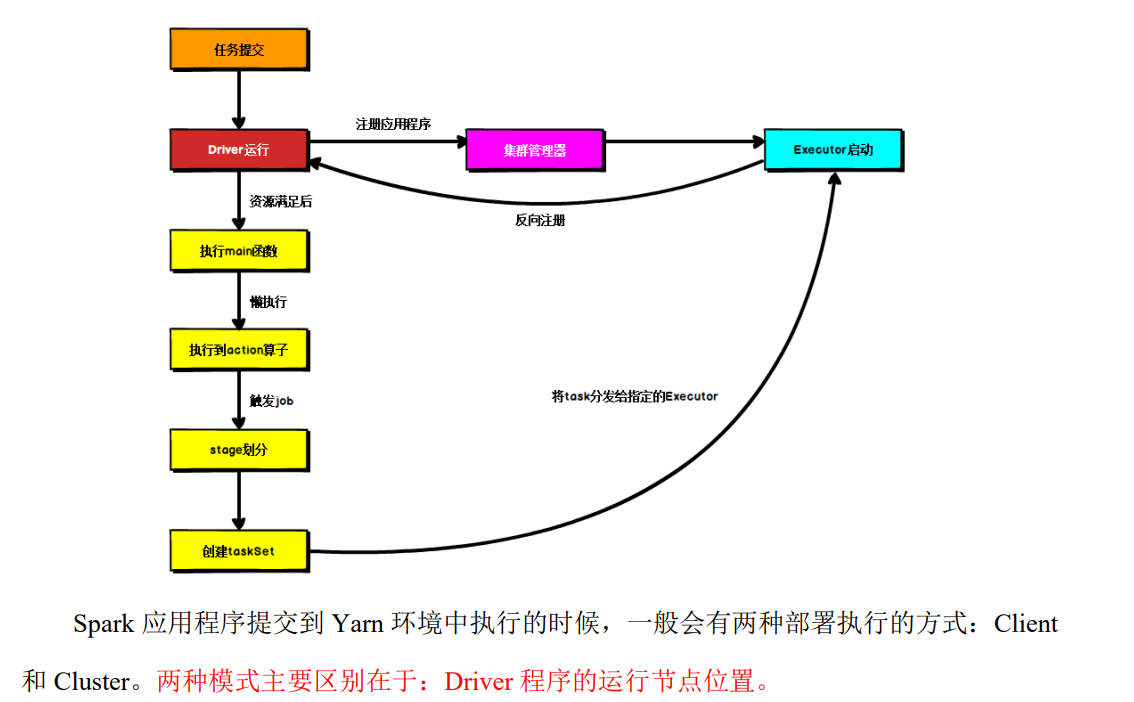 任务提交
注册应用程序
Driver运行
集群管理器
Executor启动
资源满足后
反向注册
执行main函数
懒执行
执行到action算子
将task分发给指定的Executor
触发job
stage划分
创建taskSet
Spark 应用程序提交到 Yarn 环境中执行的时候，一般会有两种部署执行的方式：Client
和 Cluster。两种模式主要区别在于：Driver 程序的运行节点位置。